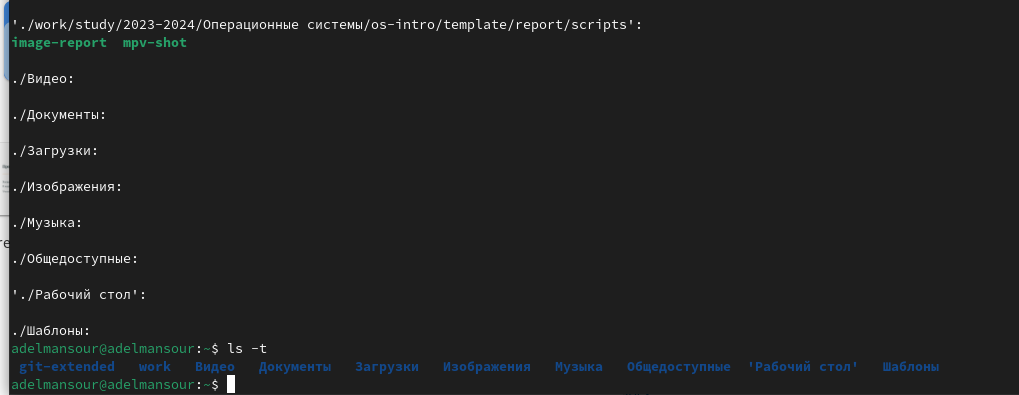 './work/study/2023-2024/Операционные системы/os-intro/template/report/scripts':
image-report  mpv-shot
./Видео:
./Документы:
./Загрузки:
./Изображения:
./Музыка:
./Общедоступные:
'./Рабочий стол':
./Шаблоны:
adelmansour@adelmansour:~$ ls -t
git-extended  work  Видео  Документы  Загрузки  Изображения  Музыка  Общедоступные  'Рабочий стол'  Шаблоны
adelmansour@adelmansour:~$